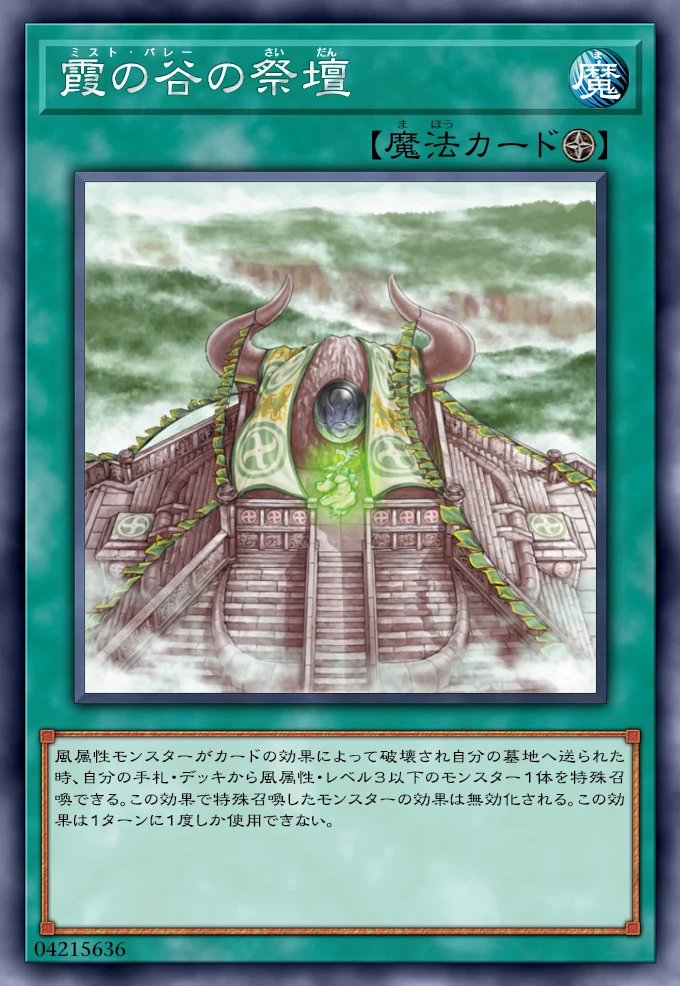 ミスト・バレー さい だん
霞の谷の祭壇
ま
魔
ま ほう
【魔法カード】
風属性モンスターがカードの効果によって破壊され自分の墓地へ送られた
時、自分の手札・デッキから風属性・レベル3以下のモンスター1体を特殊召
喚できる。この効果で特殊召喚したモンスターの効果は無効化される。この効
果は1ターンに1度しか使用できない。
04215636